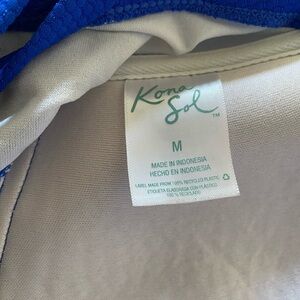 Kona
Sol
TM
M
MADE IN INDONESIA
HECHO EN INDONESIA
LABEL MADE FROM 100% RECYCLED PLASTIC
ETIQUETA ELABORADA CON PLÁSTICO
100 % RECICLADO